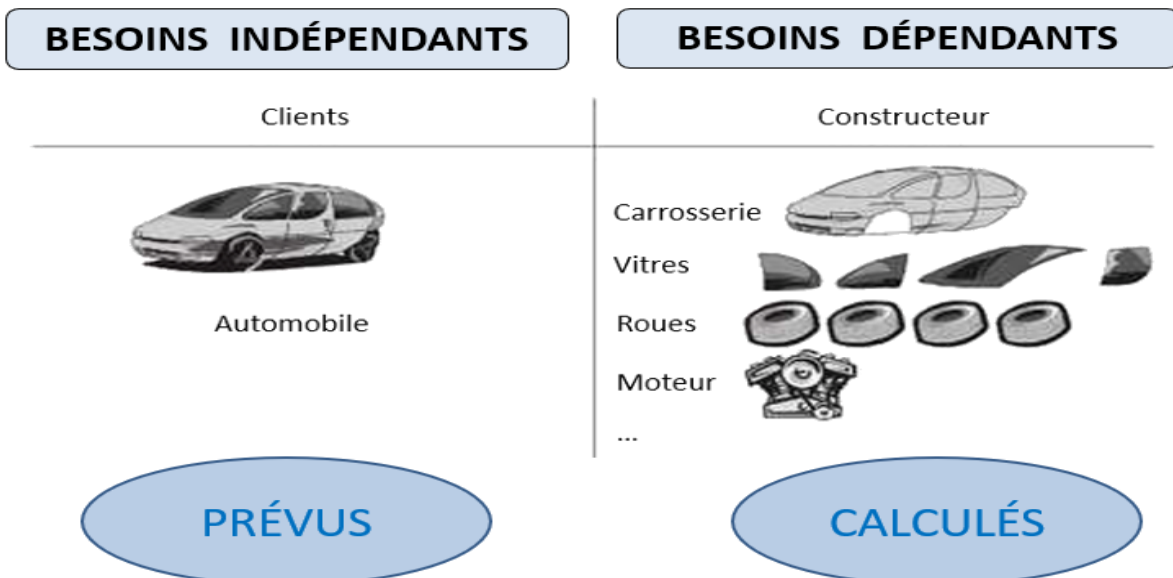 BESOINS INDÉPENDANTS
BESOINS DÉPENDANTS
Clients
Constructeur
Automobile
Carrosserie
Vitres
Roues
Moteur
...
PRÉVUS
CALCULÉS